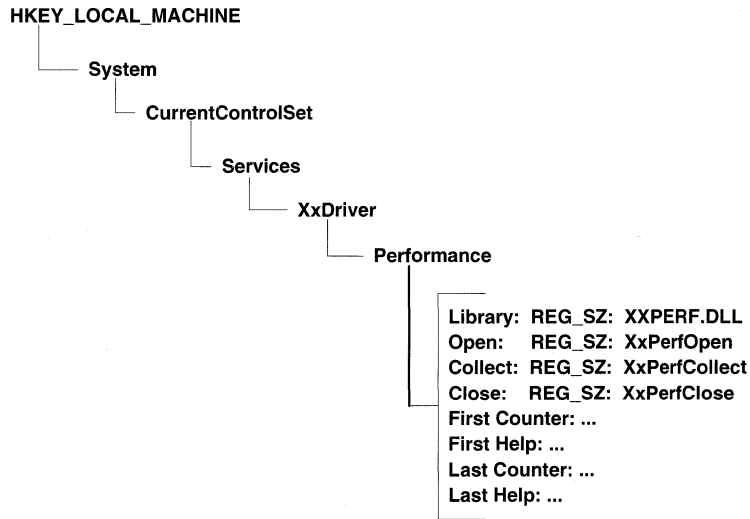 HKEY_LOCAL_MACHINE
System
CurrentControlSet
Services
XxDriver
Performance
Library: REG_SZ: XXPERF.DLL
Open: REG_SZ: XxPerfOpen
Collect: REG_SZ: XxPerfCollect
Close: REG_SZ: XxPerfClose
First Counter: ...
First Help: ...
Last Counter: ...
Last Help: ...